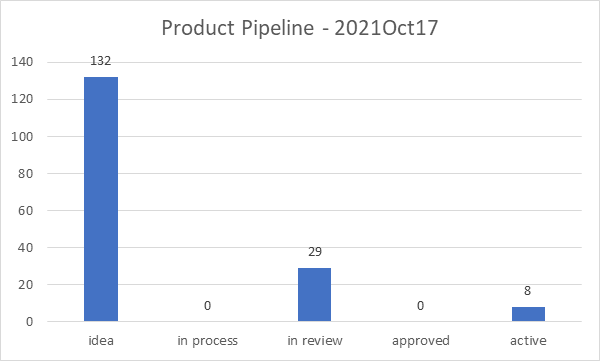 Product Pipeline - 2021Oct17
140
120
100
80
60
40
20
0
132
0
29
0
8
idea
in process
in review
approved
active